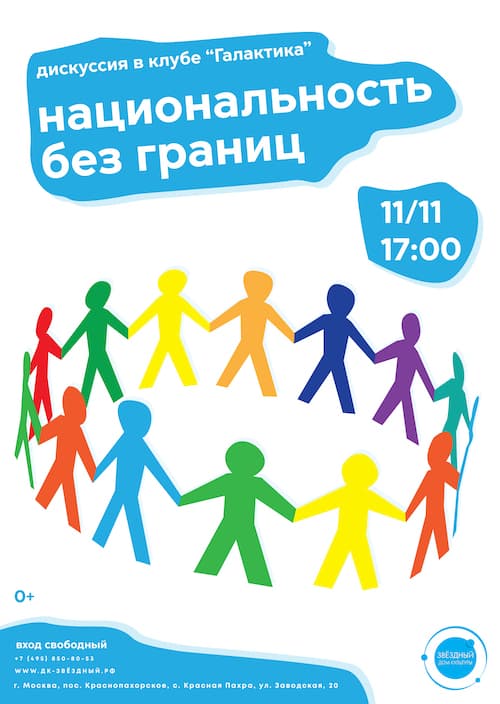 дискуссия в клубе “Галактика”
национальность
без границ
11/11
17:00
0+
вход свободный
+7 (495) 850-80-53
WWW.ДК-ЗВЁЗДНЫЙ.РФ
г. Москва, пос. Краснопахорское, с. Красная Пахра, ул. Заводская, 20
ЗВЁЗДНЫЙ
ДОМ КУЛЬТУРЫ